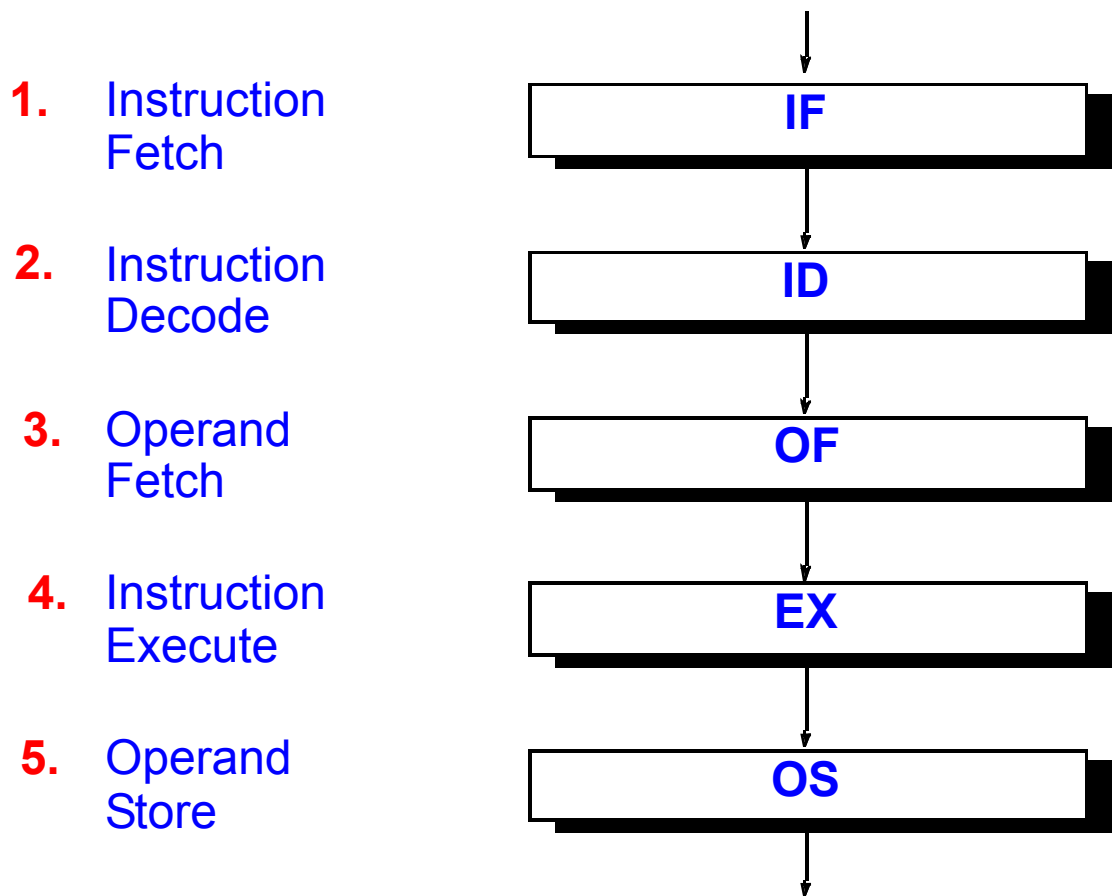 1. Instruction
Fetch
IF
2. Instruction
Decode
ID
3. Operand
Fetch
OF
4. Instruction
Execute
EX
5. Operand
Store
OS